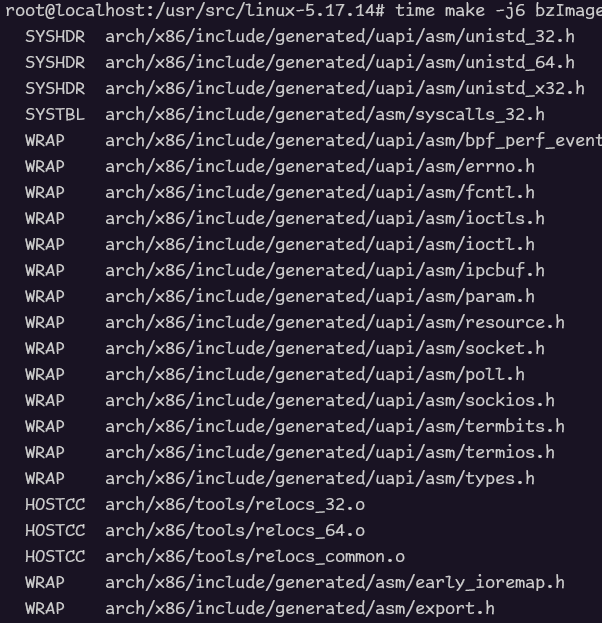 root@localhost:/usr/src/linux-5.17.14# time make -j6 bzImage
SYSHDR arch/x86/include/generated/uapi/asm/unistd_32.h
SYSHDR arch/x86/include/generated/uapi/asm/unistd_64.h
SYSHDR arch/x86/include/generated/uapi/asm/unistd_x32.h
SYSTBL arch/x86/include/generated/asm/syscalls_32.h
WRAP arch/x86/include/generated/uapi/asm/bpf_perf_event
WRAP arch/x86/include/generated/uapi/asm/errno.h
WRAP arch/x86/include/generated/uapi/asm/fcntl.h
WRAP arch/x86/include/generated/uapi/asm/ioctls.h
WRAP arch/x86/include/generated/uapi/asm/ioctl.h
WRAP arch/x86/include/generated/uapi/asm/ipcbuf.h
WRAP arch/x86/include/generated/uapi/asm/param.h
WRAP arch/x86/include/generated/uapi/asm/resource.h
WRAP arch/x86/include/generated/uapi/asm/socket.h
WRAP arch/x86/include/generated/uapi/asm/poll.h
WRAP arch/x86/include/generated/uapi/asm/sockios.h
WRAP arch/x86/include/generated/uapi/asm/termbits.h
WRAP arch/x86/include/generated/uapi/asm/termios.h
WRAP arch/x86/include/generated/uapi/asm/types.h
HOSTCC arch/x86/tools/relocs_32.o
HOSTCC arch/x86/tools/relocs_64.o
HOSTCC arch/x86/tools/relocs_common.o
WRAP arch/x86/include/generated/asm/early_ioremap.h
WRAP arch/x86/include/generated/asm/export.h